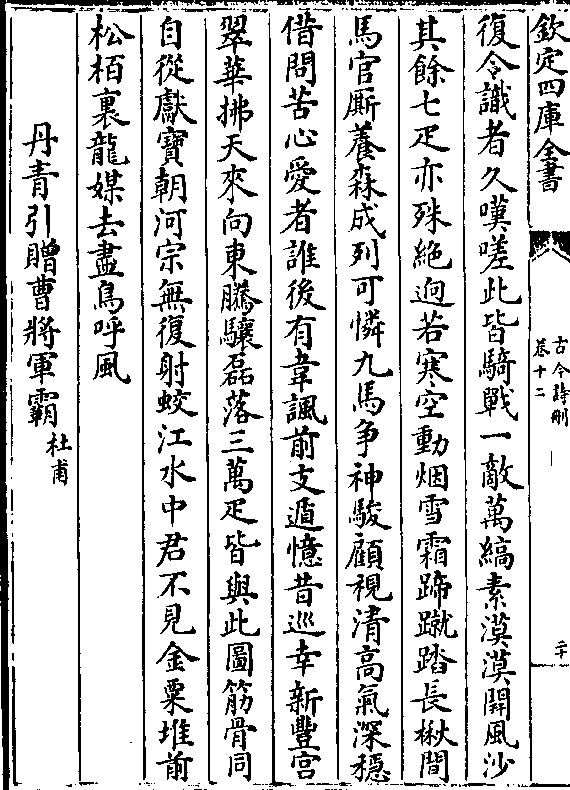 欽定四庫全書
古今詩刪
卷十二
二十
復令識者久嘆嗟此皆騎戰一敵萬縞素漠漠開風沙
其餘七疋亦殊絶逈若寒空動烟雪霜蹄蹴踏長楸間
馬官厮養森成列可憐九馬争神駿顧視清高氣深穩
借問苦心愛者誰後有韋諷前支遁憶昔巡幸新豐宫
翠華拂天來向東騰驤磊落三萬疋皆與此圖筋骨同
自從獻寶朝河宗無復射蛟江水中君不見金粟堆前
松栢裏龍媒去盡鳥呼風
丹青引贈曹將軍霸杜甫